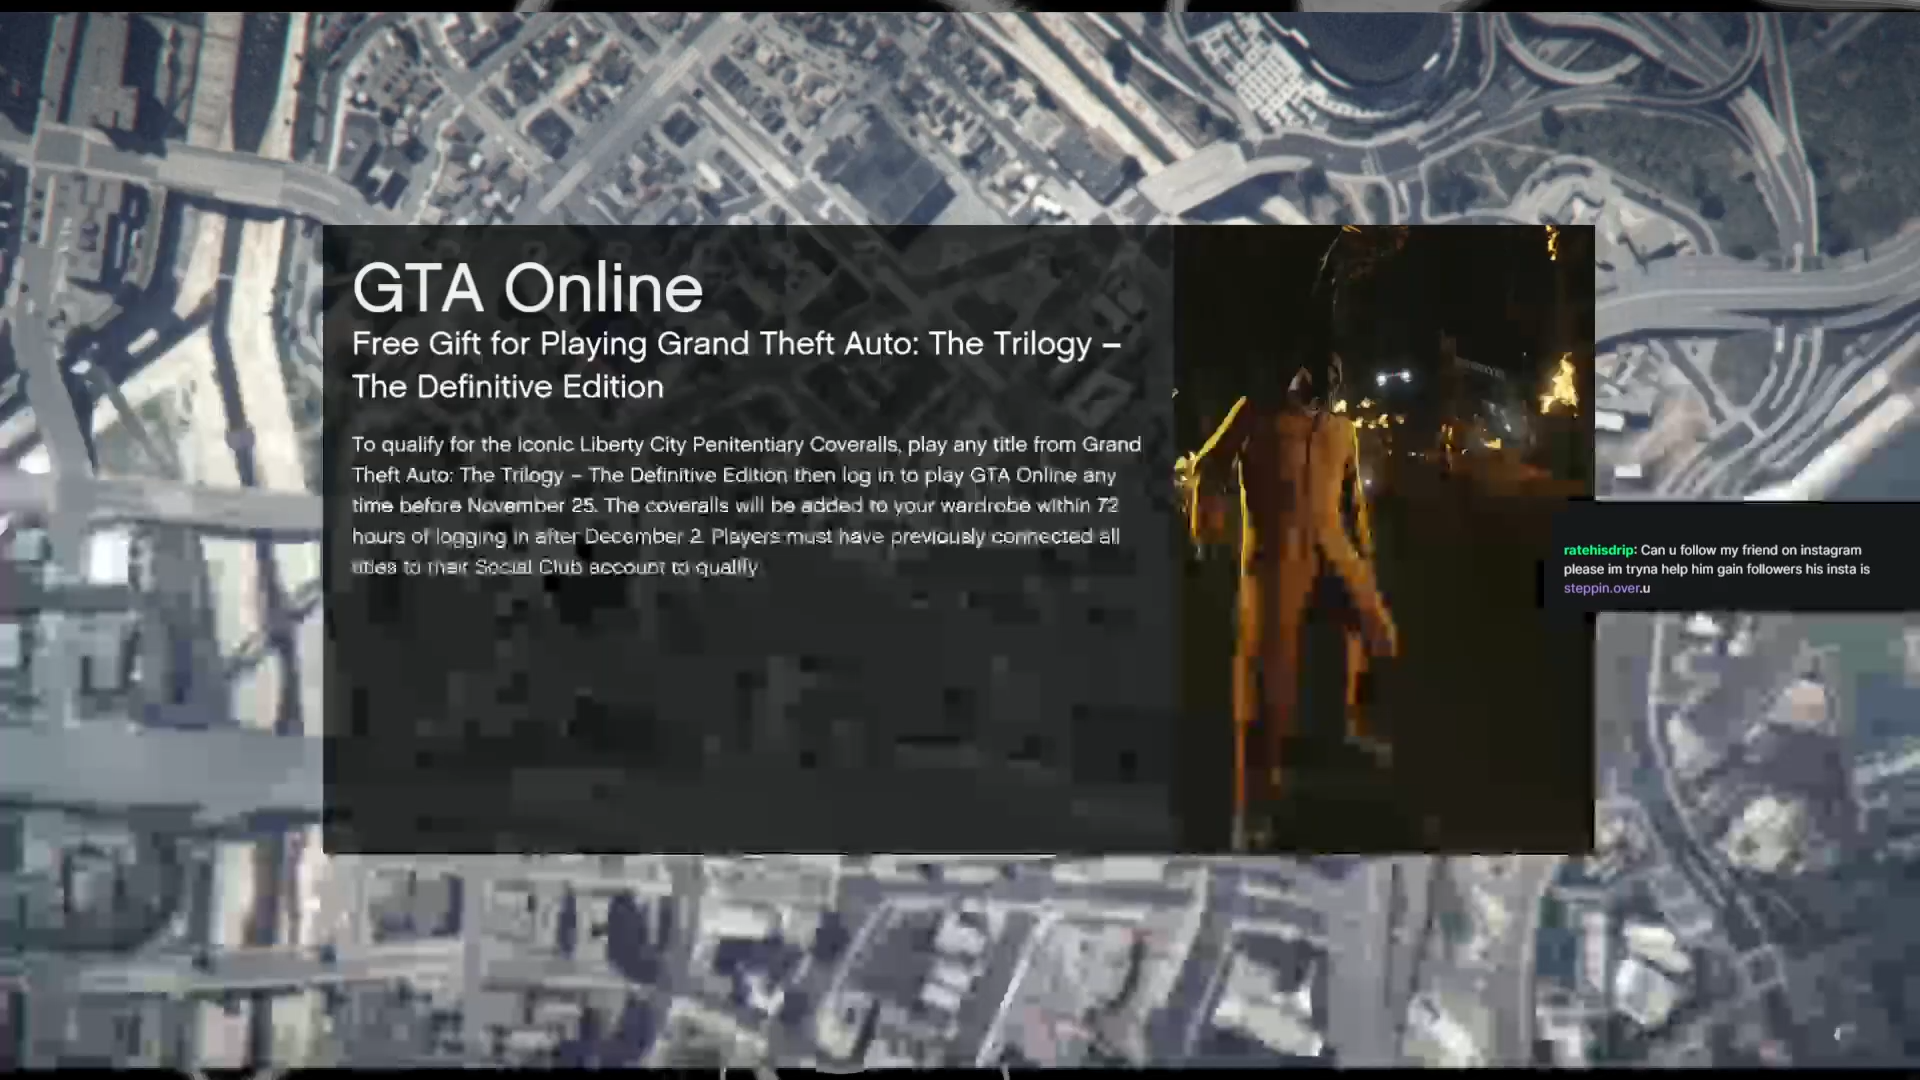 GTA Online
Free Gift for Playing Grand Theft Auto: The Trilogy –
The Definitive Edition
To qualify for the iconic Liberty City Penitentiary Coveralls, play any title from Grand
Theft Auto: The Trilogy – The Definitive Edition then log in to play GTA Online any
time before November 25. The coveralls will be added to your wardrobe within 72
hours of logging in after December 2. Players must have previously connected all
titles to their Social Club account to qualify
ratehisdrip: Can u follow my friend on instagram
please im tryna help him gain followers his insta is
steppin.over.u